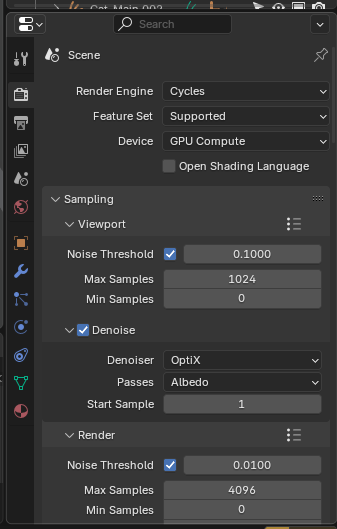 Cat_Main.002
Search
Scene
Render Engine Cycles
Feature Set Supported
Device GPU Compute
Open Shading Language
Sampling
Viewport
Noise Threshold 0.1000
Max Samples 1024
Min Samples 0
Denoise
Denoiser OptiX
Passes Albedo
Start Sample 1
Render
Noise Threshold 0.0100
Max Samples 4096
Min Samples 0